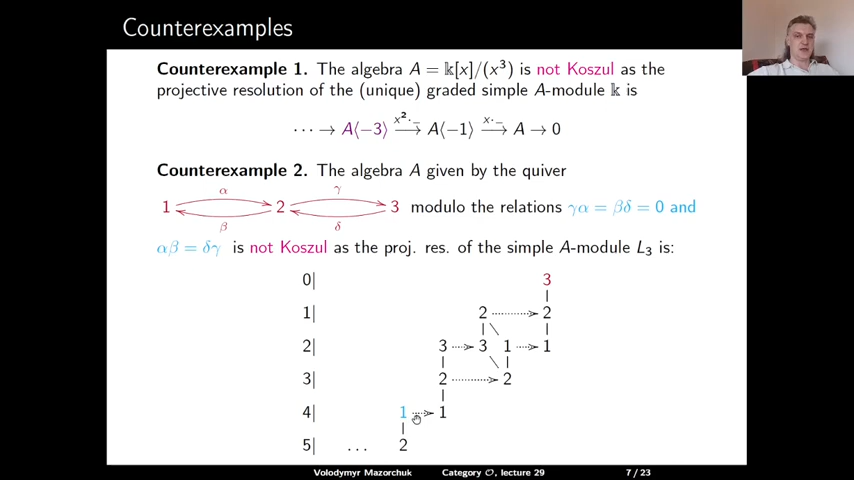 Counterexamples
Counterexample 1. The algebra A = 𝕜[x]/(x³) is not Koszul as the
projective resolution of the (unique) graded simple A-module 𝕜 is
x²·_ x·_
··· → A⟨−3⟩ → A⟨−1⟩ → A → 0
Counterexample 2. The algebra A given by the quiver
α γ
1 2 3 modulo the relations γα = βδ = 0 and
β δ
αβ = δγ is not Koszul as the proj. res. of the simple A-module L₃ is:
0| 3
1| 2 2
2| 3 3 1 1
3| 2 2
4| 1 1
5| ... 2
Volodymyr Mazorchuk Category 𝒪, lecture 29 7 / 23